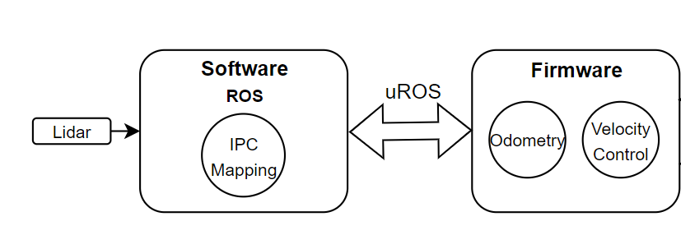 Lidar
Software
ROS
IPC
Mapping
uROS
Firmware
Odometry
Velocity
Control